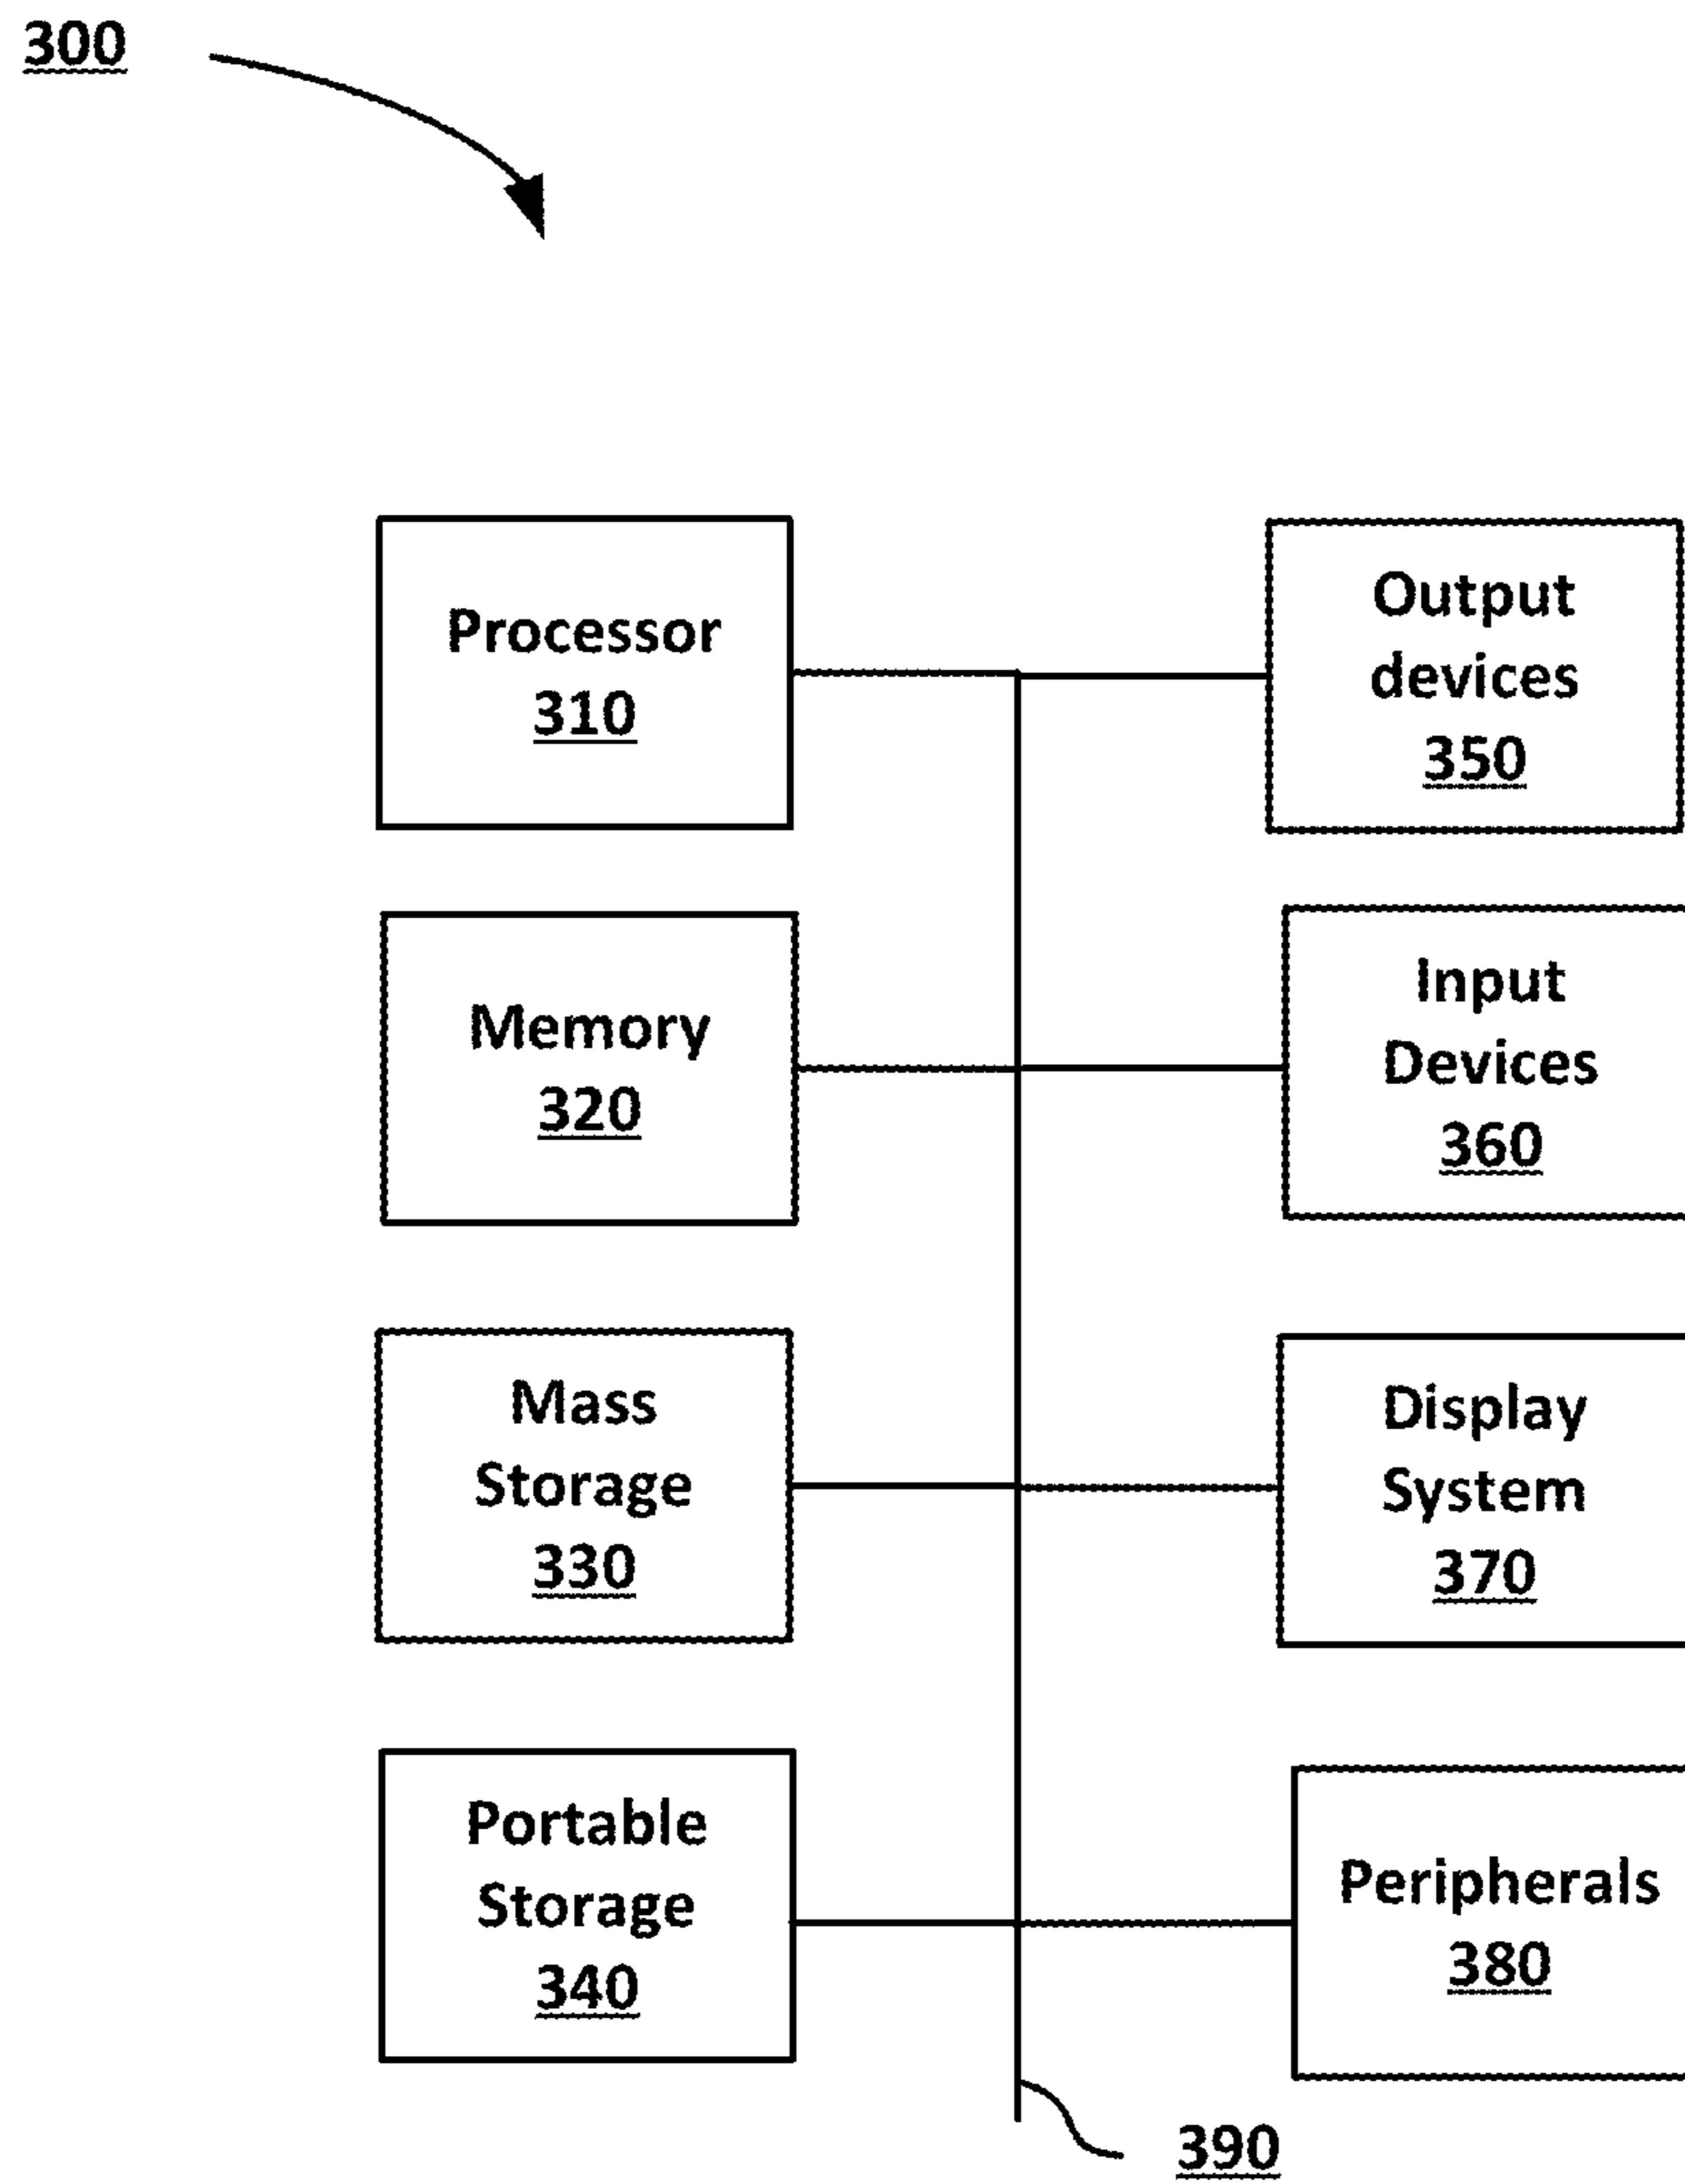 300
Processor
310
Output
devices
350
Memory
320
Input
Devices
360
Mass
Storage
330
Display
System
370
Portable
Storage
340
Peripherals
380
390